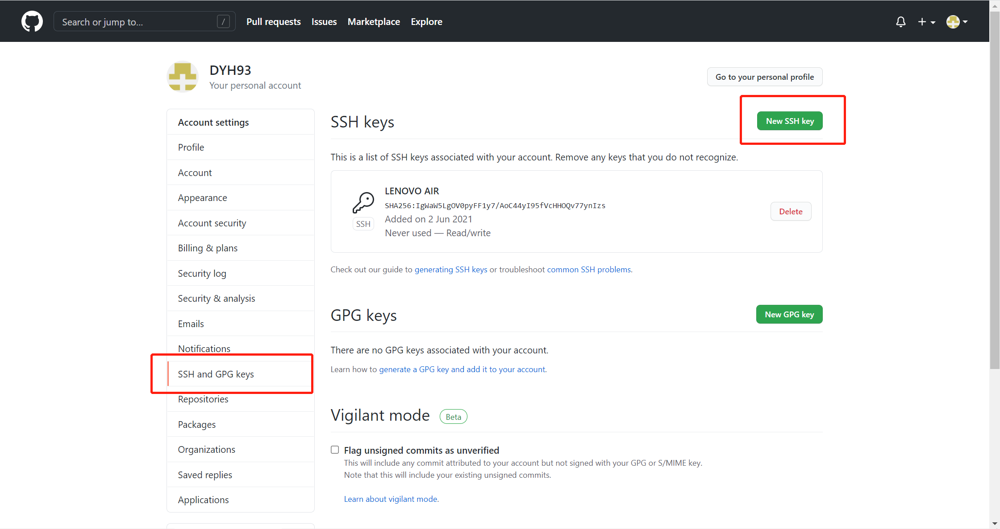 Search or jump to...
/
Pull requests
Issues
Marketplace
Explore
DYH93
Your personal account
Go to your personal profile
Account settings
Profile
Account
Appearance
Account security
Billing & plans
Security log
Security & analysis
Emails
Notifications
SSH and GPG keys
Repositories
Packages
Organizations
Saved replies
Applications
SSH keys
New SSH key
This is a list of SSH keys associated with your account. Remove any keys that you do not recognize.
SSH
LENOVO AIR
SHA256:IgWaW5LgOV0pyFF1y7/AoC44yI95fVcHHOQv77ynIzs
Added on 2 Jun 2021
Never used — Read/write
Delete
Check out our guide to generating SSH keys or troubleshoot common SSH problems.
GPG keys
New GPG key
There are no GPG keys associated with your account.
Learn how to generate a GPG key and add it to your account.
Vigilant mode
Beta
Flag unsigned commits as unverified
This will include any commit attributed to your account but not signed with your GPG or S/MIME key.
Note that this will include your existing unsigned commits.
Learn about vigilant mode.